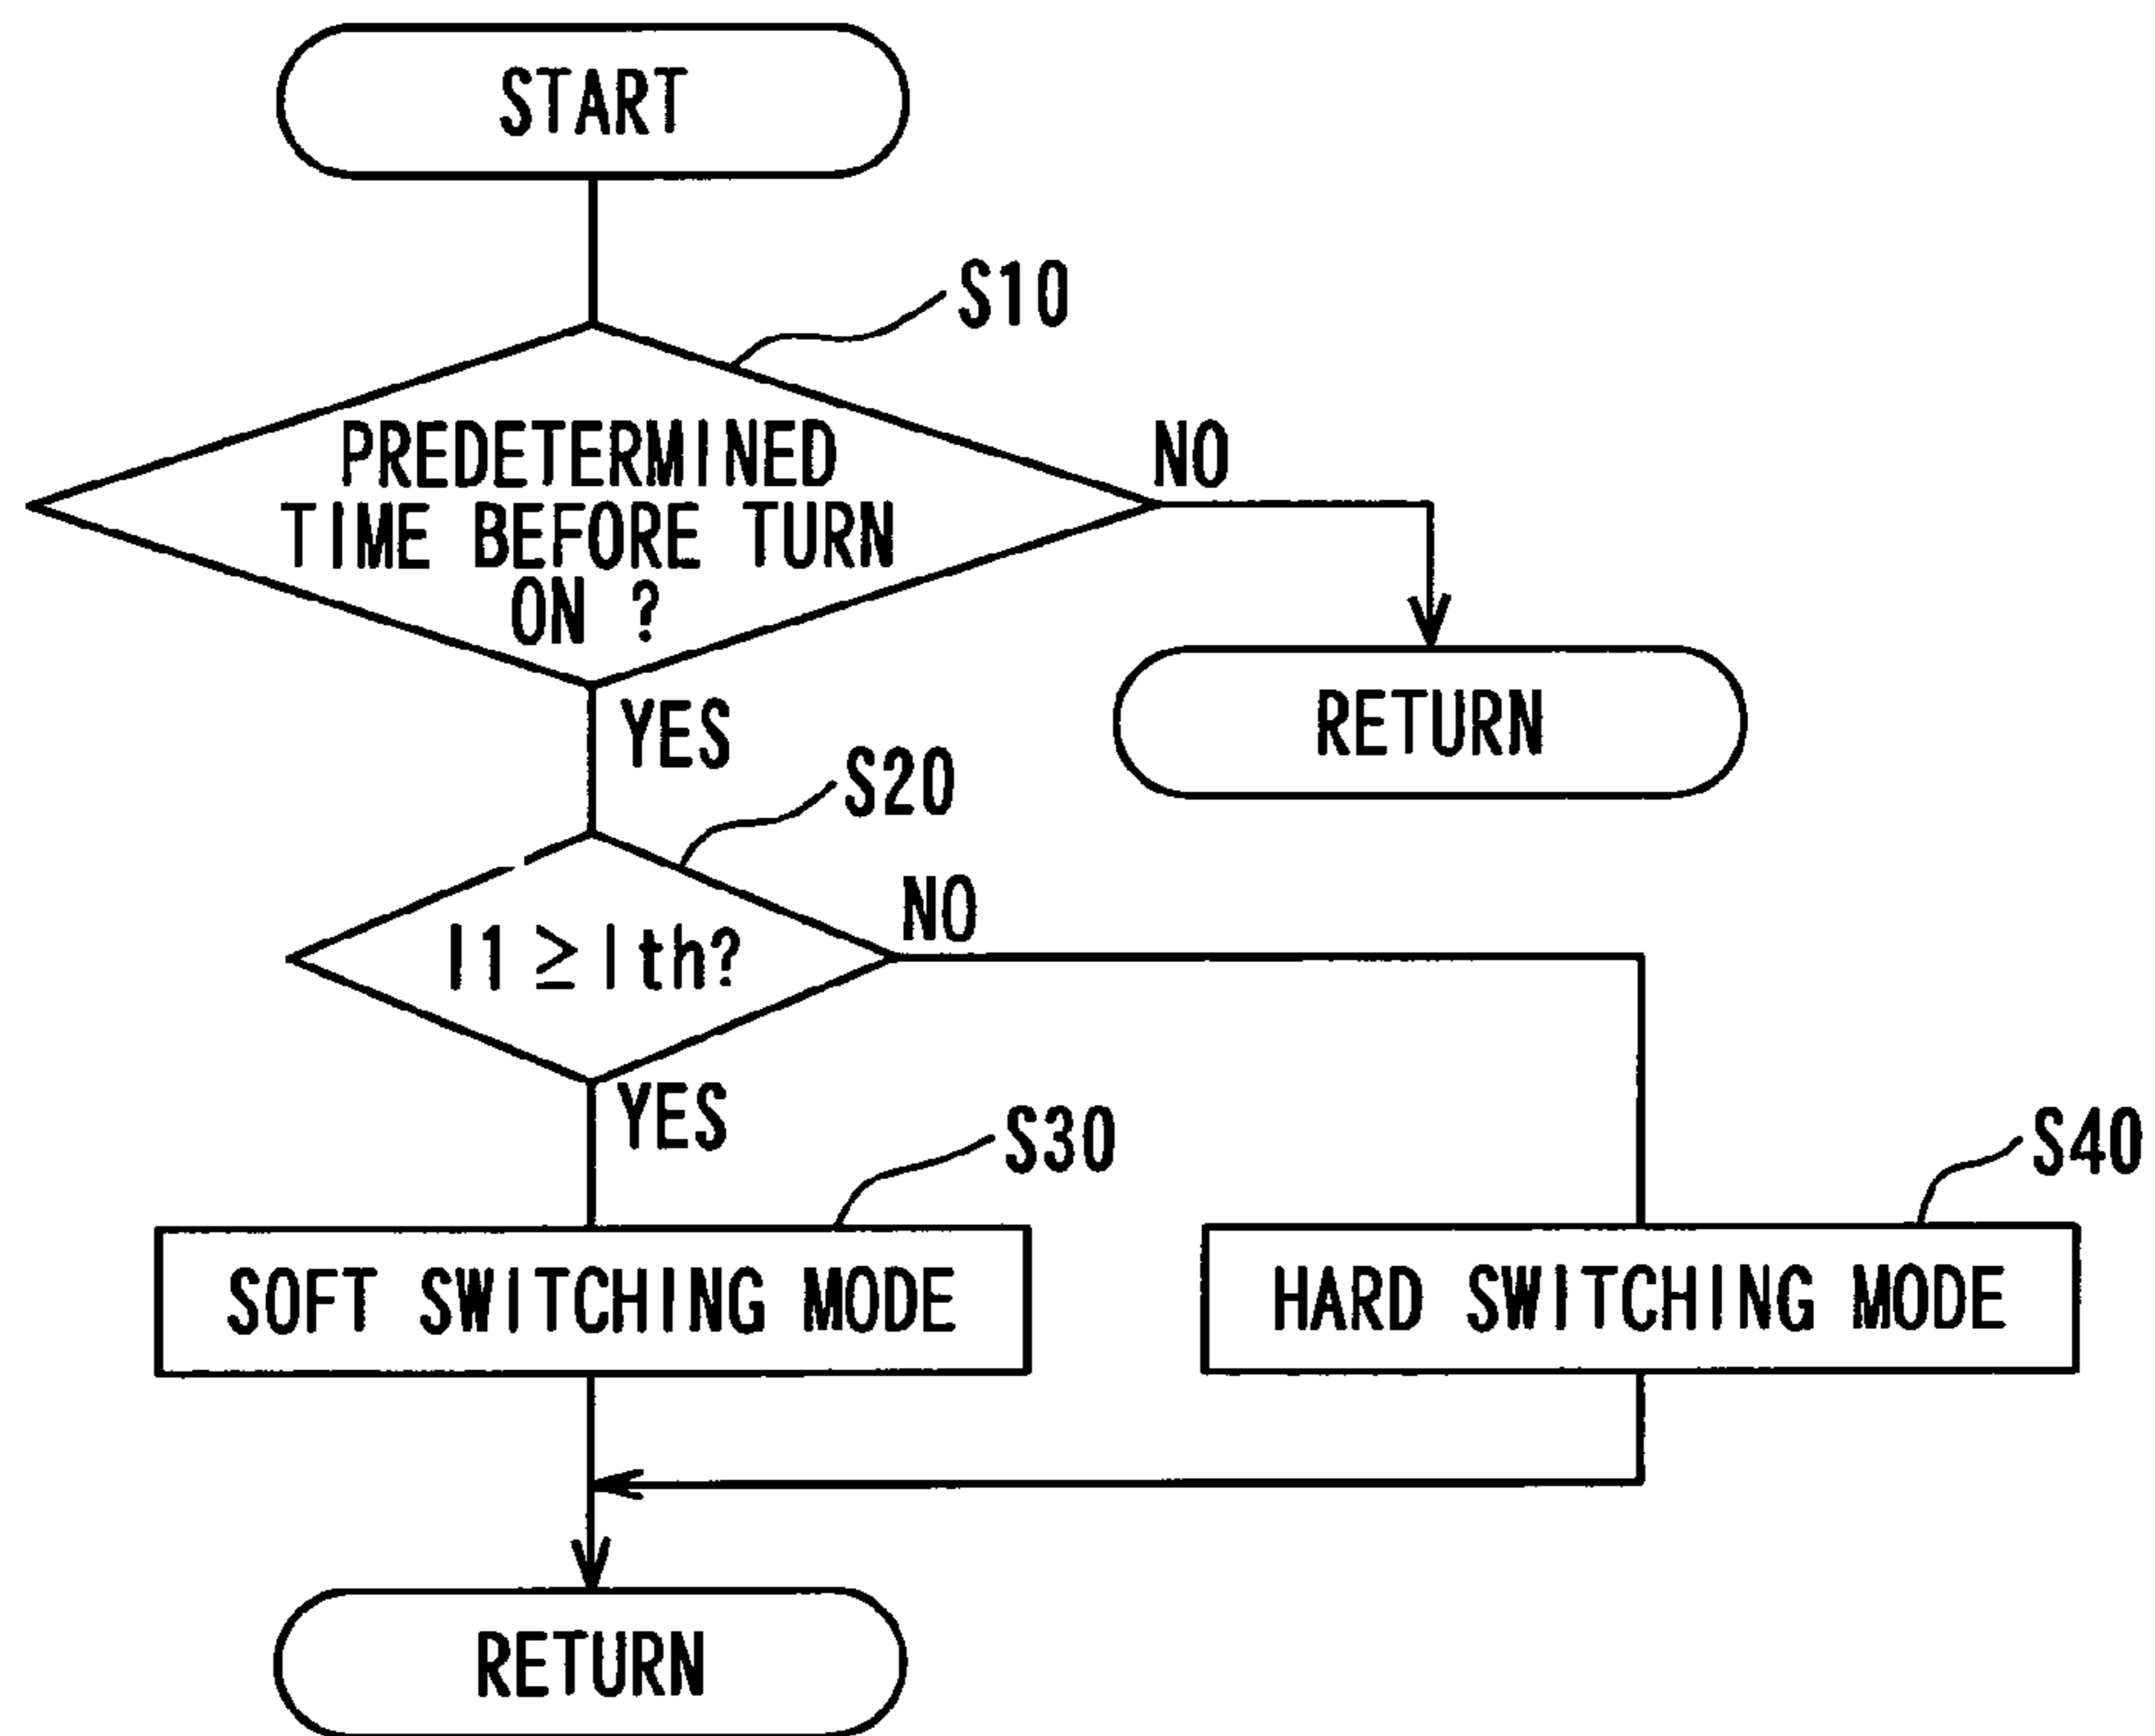 START
S10
PREDETERMINED
TIME BEFORE TURN
ON ?
NO
RETURN
YES
S20
I1 ≥ Ith?
NO
YES
S30
S40
SOFT SWITCHING MODE
HARD SWITCHING MODE
RETURN